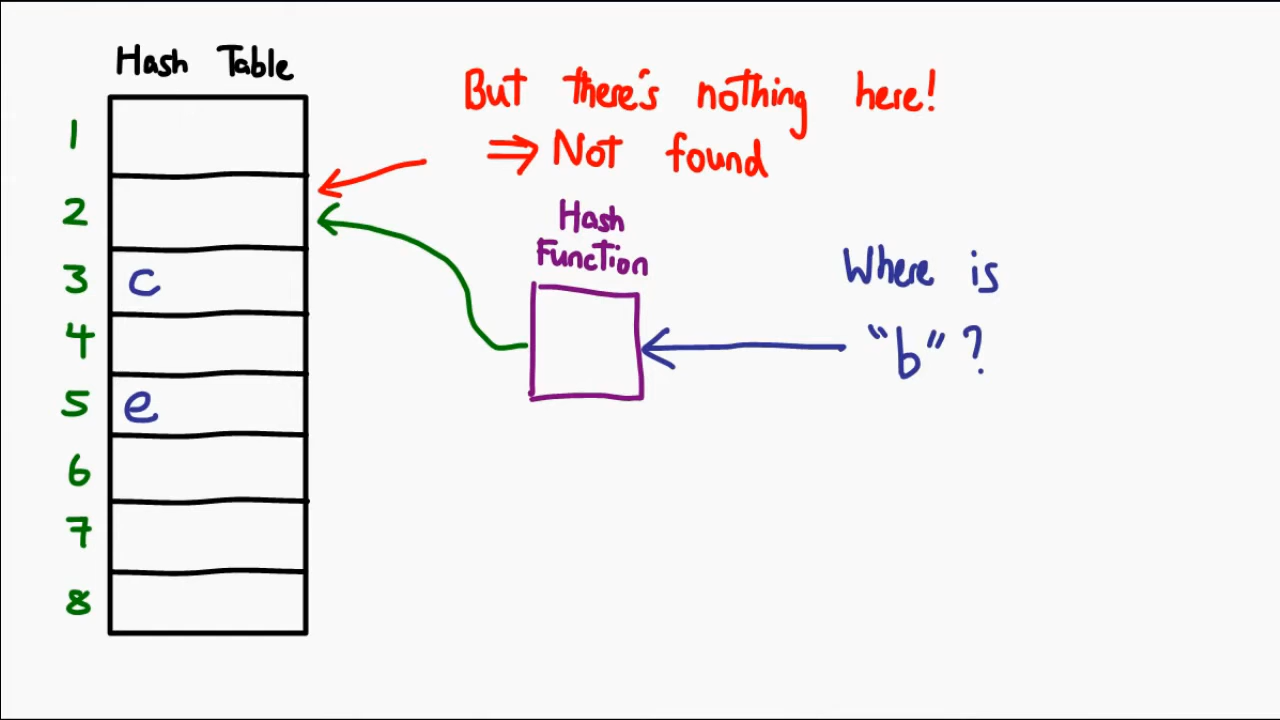 Hash Table
But there's nothing here!
⇒ Not found
Hash
Function
Where is
"b"?
1
2
3 c
4
5 e
6
7
8